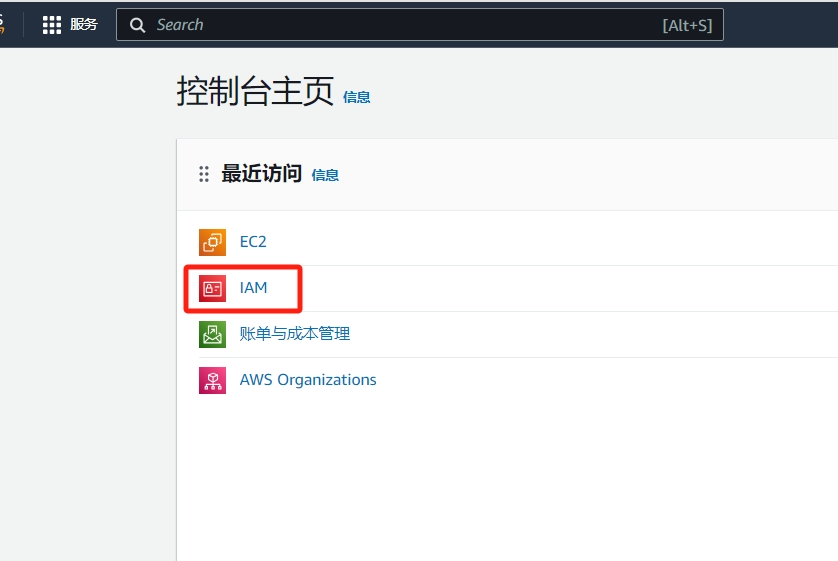 服务
Search [Alt+S]
控制台主页 信息
最近访问 信息
EC2
IAM
账单与成本管理
AWS Organizations